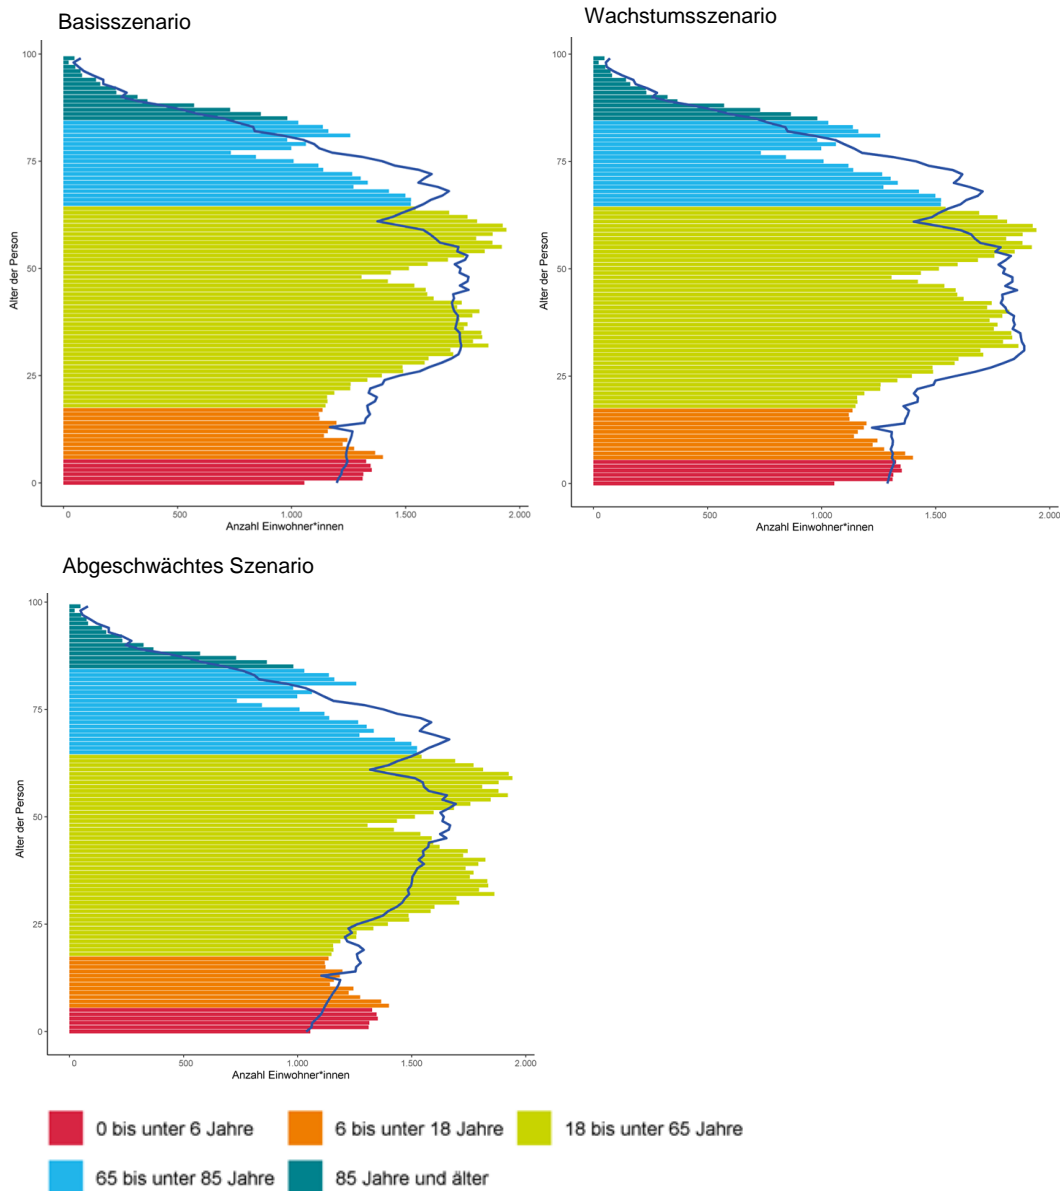 Basisszenario
100
75
50
25
0
Alter der Person
0 500 1.000 1.500 2.000
Anzahl Einwohner*innen
Wachstumsszenario
100
75
50
25
0
Alter der Person
0 500 1.000 1.500 2.000
Anzahl Einwohner*innen
Abgeschwächtes Szenario
100
75
50
25
0
Alter der Person
0 500 1.000 1.500 2.000
Anzahl Einwohner*innen
0 bis unter 6 Jahre 6 bis unter 18 Jahre 18 bis unter 65 Jahre
65 bis unter 85 Jahre 85 Jahre und älter